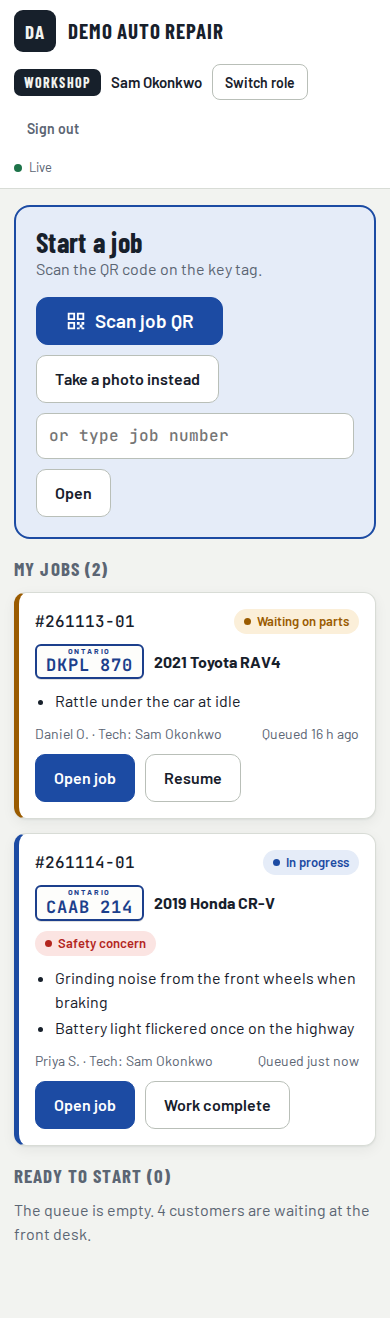 DA DEMO AUTO REPAIR
WORKSHOP Sam Okonkwo Switch role
Sign out
Live
Start a job
Scan the QR code on the key tag.
Scan job QR
Take a photo instead
or type job number
Open
MY JOBS (2)
#261113-01 Waiting on parts
ONTARIO
DKPL 870 2021 Toyota RAV4
• Rattle under the car at idle
Daniel O. · Tech: Sam Okonkwo Queued 16 h ago
Open job Resume
#261114-01 In progress
ONTARIO
CAAB 214 2019 Honda CR-V
Safety concern
• Grinding noise from the front wheels when
braking
• Battery light flickered once on the highway
Priya S. · Tech: Sam Okonkwo Queued just now
Open job Work complete
READY TO START (0)
The queue is empty. 4 customers are waiting at the
front desk.